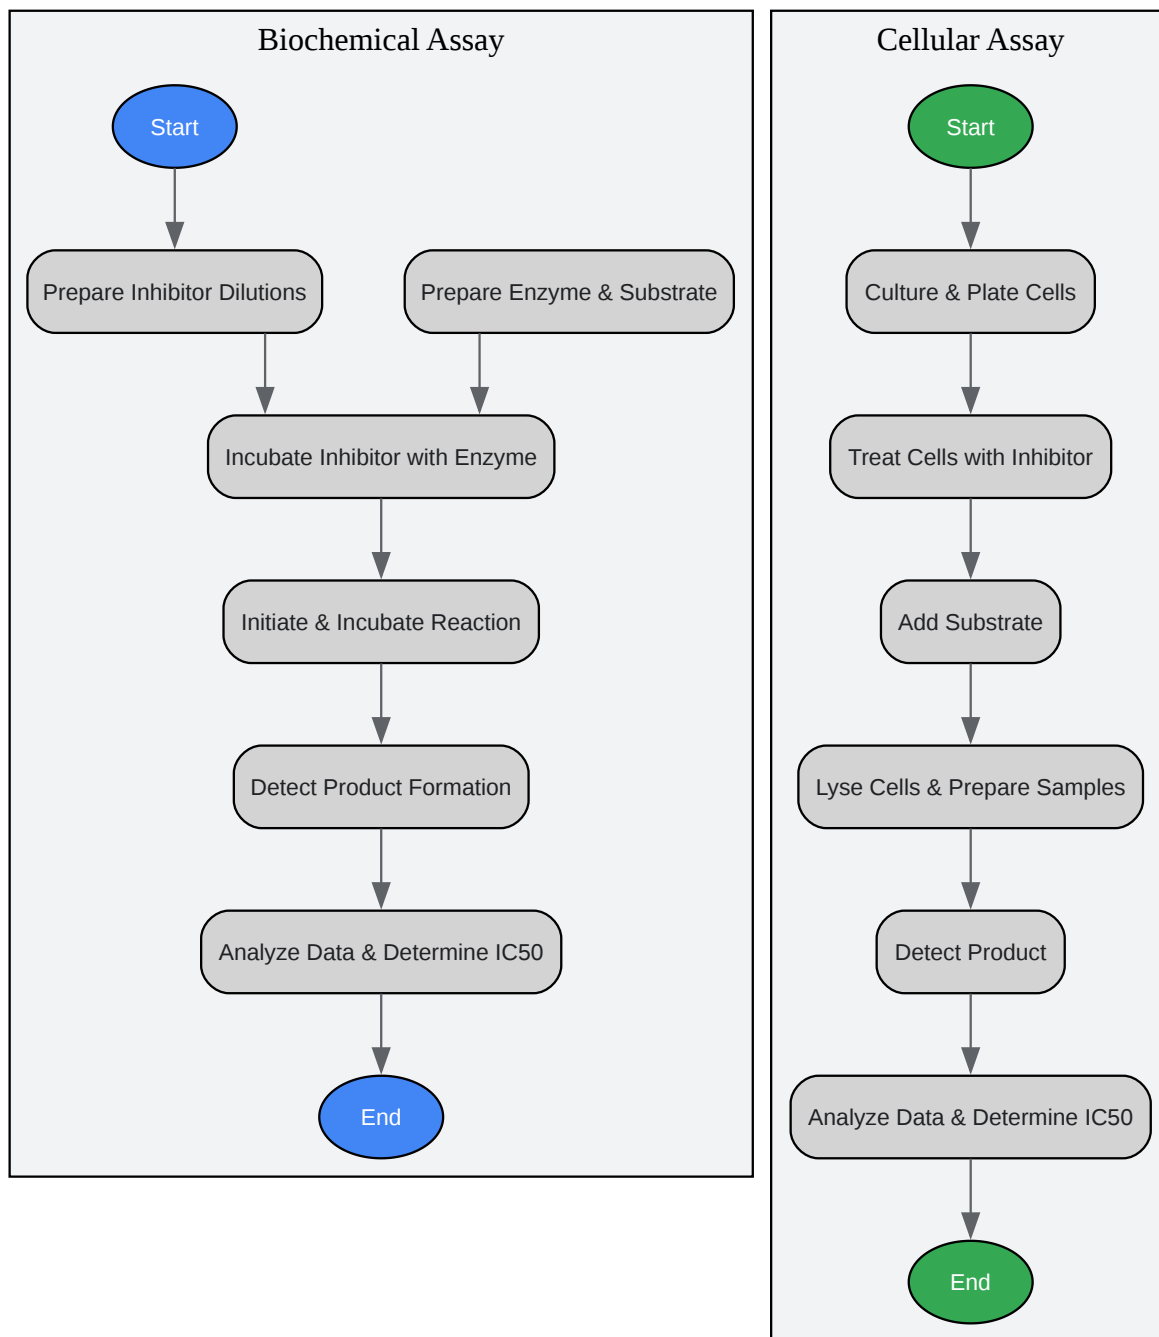 Biochemical Assay
Start
Prepare Inhibitor Dilutions
Prepare Enzyme & Substrate
Incubate Inhibitor with Enzyme
Initiate & Incubate Reaction
Detect Product Formation
Analyze Data & Determine IC50
End
Cellular Assay
Start
Culture & Plate Cells
Treat Cells with Inhibitor
Add Substrate
Lyse Cells & Prepare Samples
Detect Product
Analyze Data & Determine IC50
End